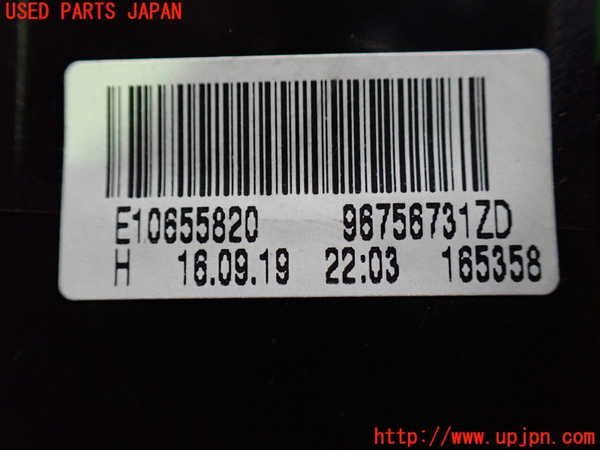 USED PARTS JAPAN
E10655820 96756731ZD
H 16.09.19 22:03 165358
http://www.upjpn.com/